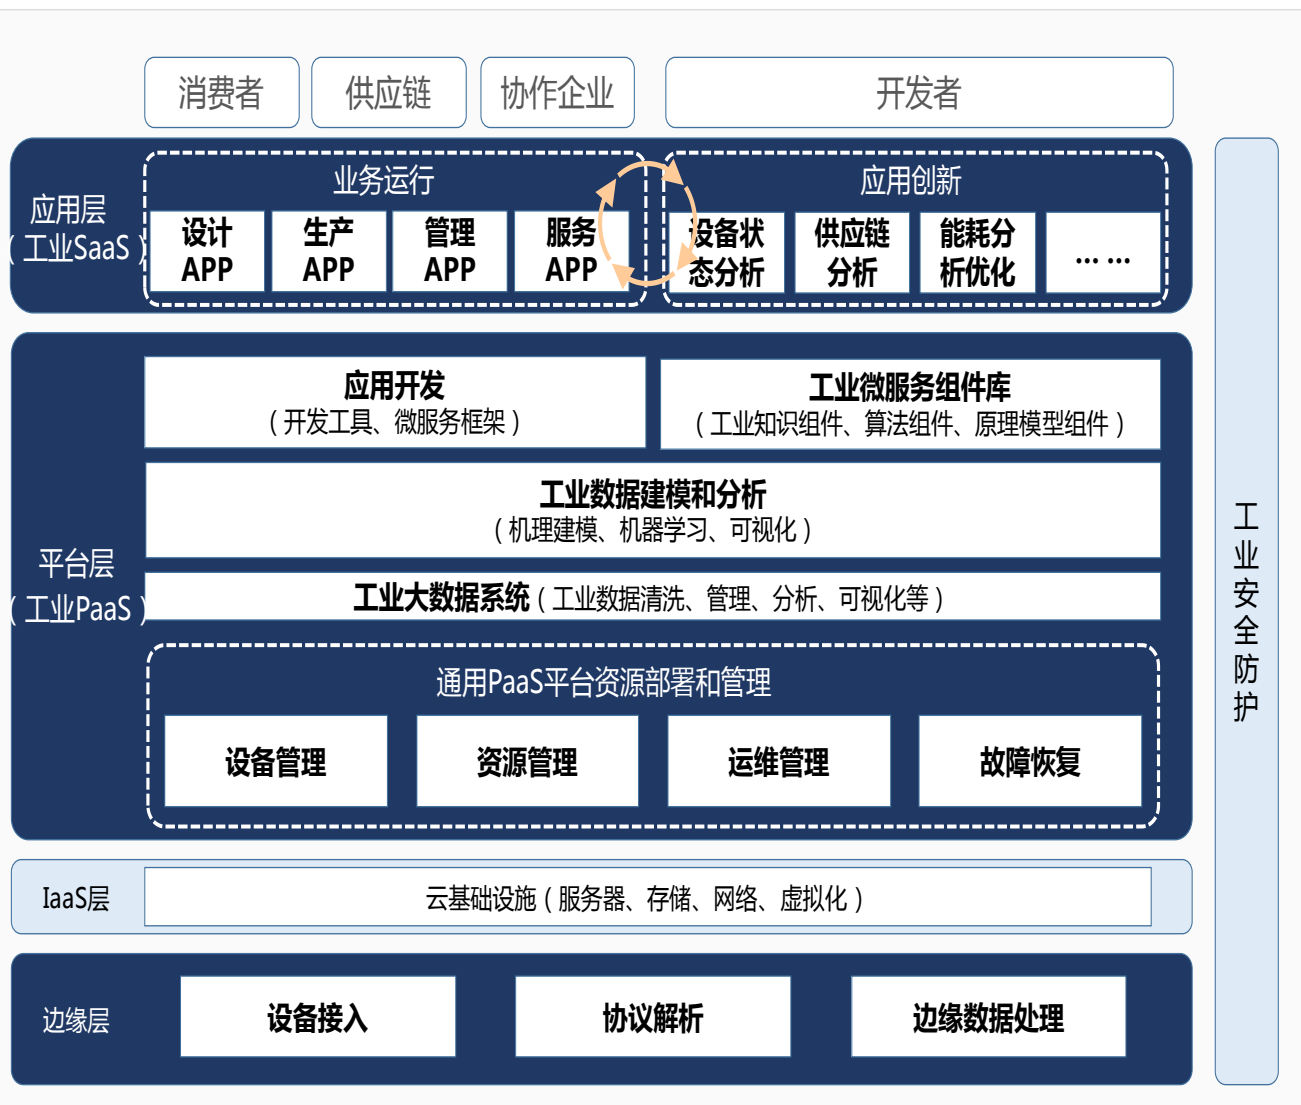 消费者
供应链
协作企业
开发者
应用层
（工业SaaS）
业务运行
设计
APP
生产
APP
管理
APP
服务
APP
应用创新
设备状
态分析
供应链
分析
能耗分
析优化
... ...
平台层
（工业PaaS）
应用开发
（开发工具、微服务框架）
工业微服务组件库
（工业知识组件、算法组件、原理模型组件）
工业数据建模和分析
（机理建模、机器学习、可视化）
工业大数据系统（工业数据清洗、管理、分析、可视化等）
通用PaaS平台资源部署和管理
设备管理
资源管理
运维管理
故障恢复
IaaS层
云基础设施（服务器、存储、网络、虚拟化）
边缘层
设备接入
协议解析
边缘数据处理
工业安全防护